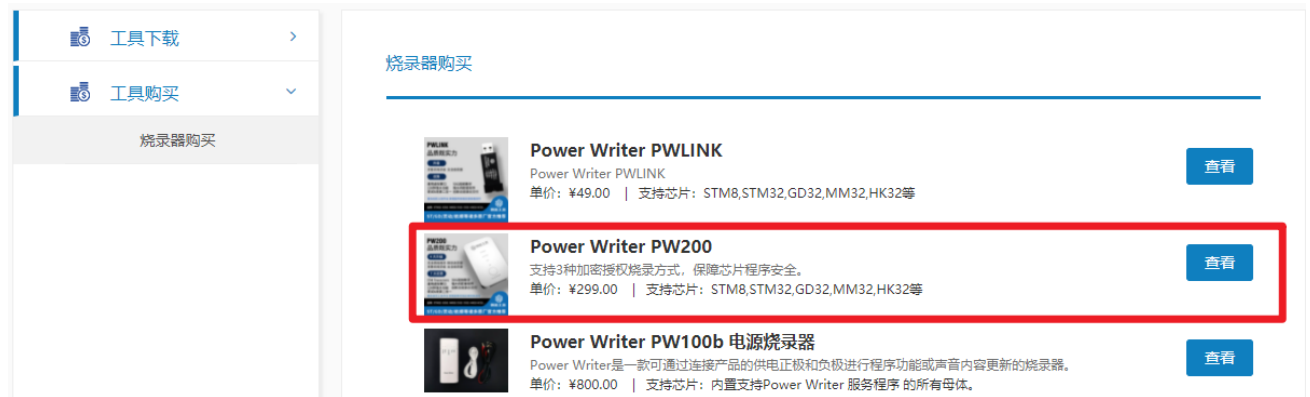 工具下载
工具购买
烧录器购买
烧录器购买
PWLINK
Power Writer PWLINK
Power Writer PWLINK
单价：¥49.00 | 支持芯片：STM8,STM32,GD32,MM32,HK32等
查看
PW200
Power Writer PW200
支持3种加密授权烧录方式，保障芯片程序安全。
单价：¥299.00 | 支持芯片：STM8,STM32,GD32,MM32,HK32等
查看
Power Writer PW100b 电源烧录器
Power Writer是一款可通过连接产品的供电正极和负极进行程序功能或声音内容更新的烧录器。
单价：¥800.00 | 支持芯片：内置支持Power Writer 服务程序 的所有母体。
查看